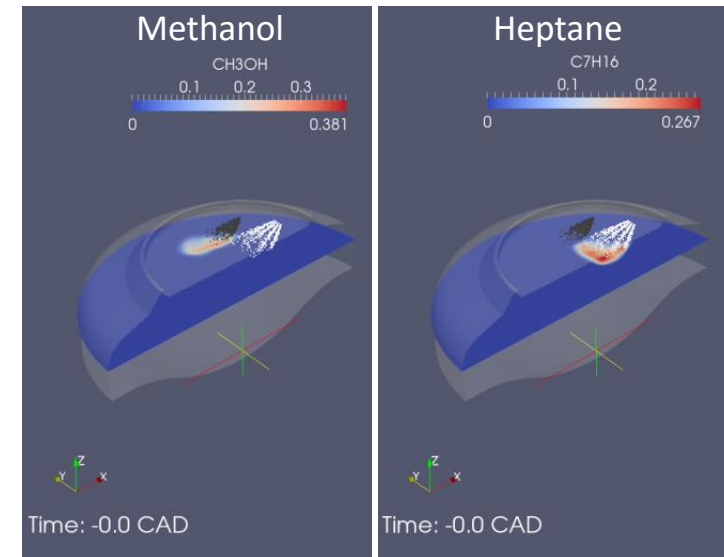 Methanol
CH3OH
0.1 0.2 0.3
0 0.381
Z
Y X
Time: -0.0 CAD
Heptane
C7H16
0.1 0.2
0 0.267
Z
Y X
Time: -0.0 CAD